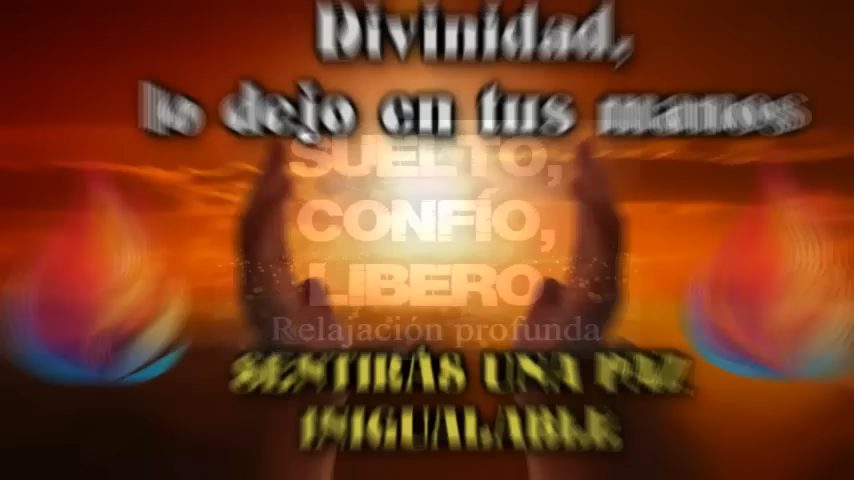 Divinidad,
lo dejo en tus manos
SUELTO,
CONFÍO,
LIBERO
Relajación profunda
SENTIRÁS UNA PAZ
INIGUALABLE